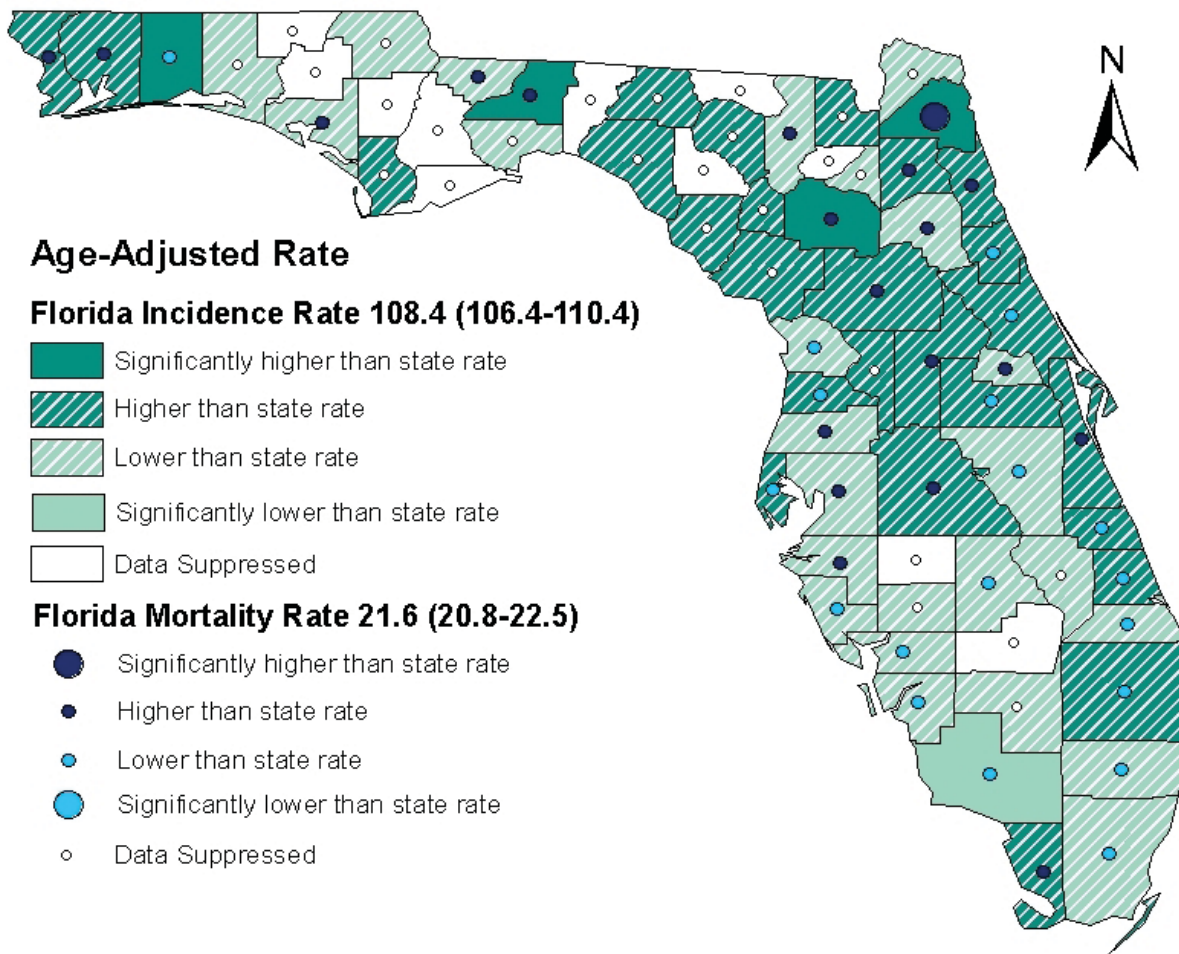 N
Age-Adjusted Rate
Florida Incidence Rate 108.4 (106.4-110.4)
Significantly higher than state rate
Higher than state rate
Lower than state rate
Significantly lower than state rate
Data Suppressed
Florida Mortality Rate 21.6 (20.8-22.5)
Significantly higher than state rate
Higher than state rate
Lower than state rate
Significantly lower than state rate
Data Suppressed